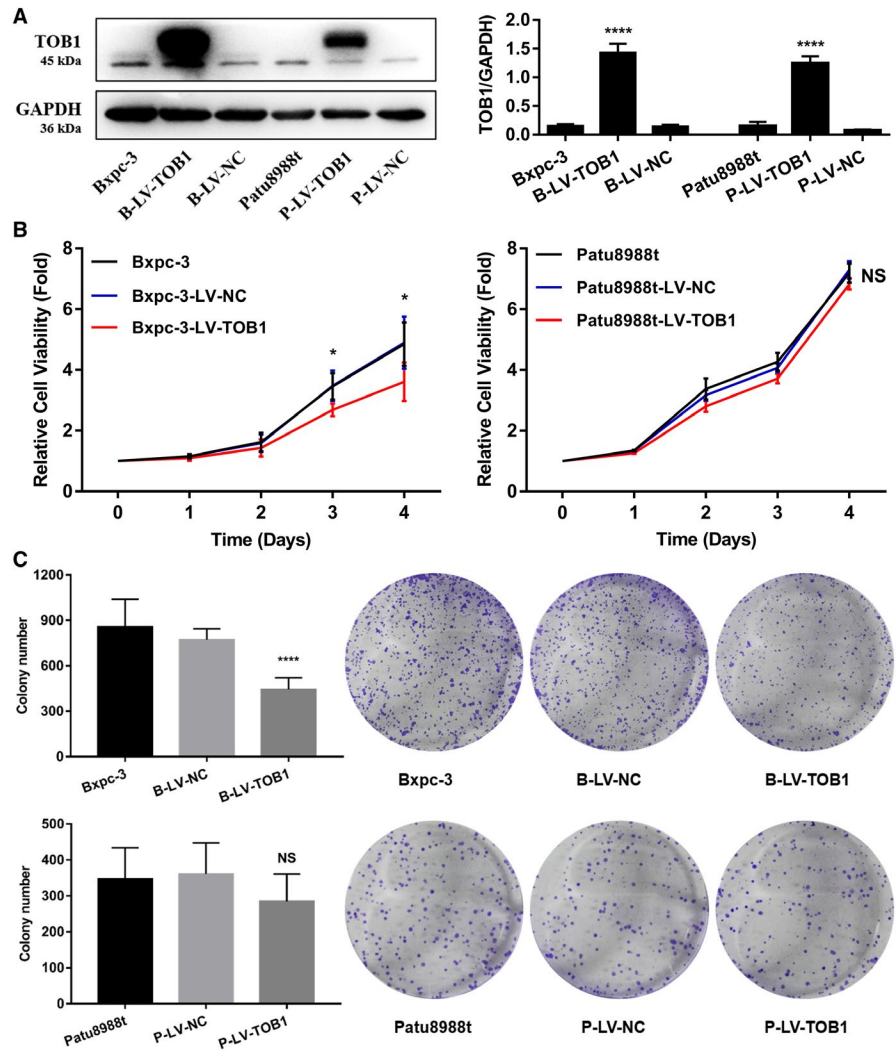 A
TOB1
45 kDa
GAPDH
36 kDa
Bxpc-3
B-LV-TOB1
B-LV-NC
Patu8988t
P-LV-TOB1
P-LV-NC
TOB1/GAPDH
2.0
1.5
1.0
0.5
0.0
****
****
Bxpc-3
B-LV-TOB1
B-LV-NC
Patu8988t
P-LV-TOB1
P-LV-NC
B
Relative Cell Viability (Fold)
8
6
4
2
0
Bxpc-3
Bxpc-3-LV-NC
Bxpc-3-LV-TOB1
*
*
0 1 2 3 4
Time (Days)
Relative Cell Viability (Fold)
8
6
4
2
0
Patu8988t
Patu8988t-LV-NC
Patu8988t-LV-TOB1
NS
0 1 2 3 4
Time (Days)
C
Colony number
1200
900
600
300
0
****
Bxpc-3
B-LV-NC
B-LV-TOB1
Bxpc-3
B-LV-NC
B-LV-TOB1
Colony number
500
400
300
200
100
0
NS
Patu8988t
P-LV-NC
P-LV-TOB1
Patu8988t
P-LV-NC
P-LV-TOB1